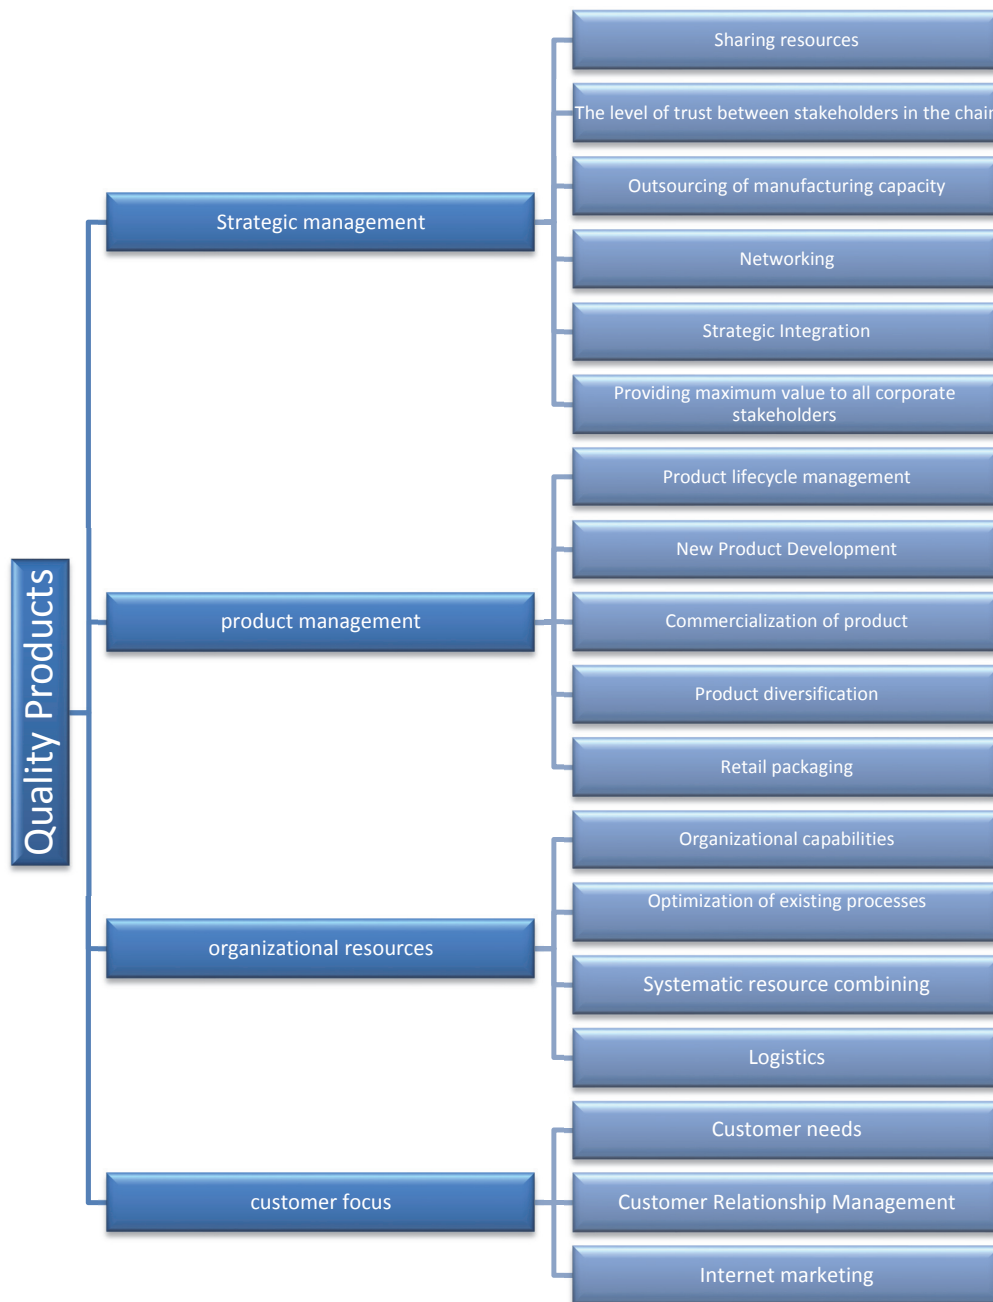 Quality Products
Strategic management
Sharing resources
The level of trust between stakeholders in the chain
Outsourcing of manufacturing capacity
Networking
Strategic Integration
Providing maximum value to all corporate
stakeholders
product management
Product lifecycle management
New Product Development
Commercialization of product
Product diversification
Retail packaging
organizational resources
Organizational capabilities
Optimization of existing processes
Systematic resource combining
Logistics
customer focus
Customer needs
Customer Relationship Management
Internet marketing